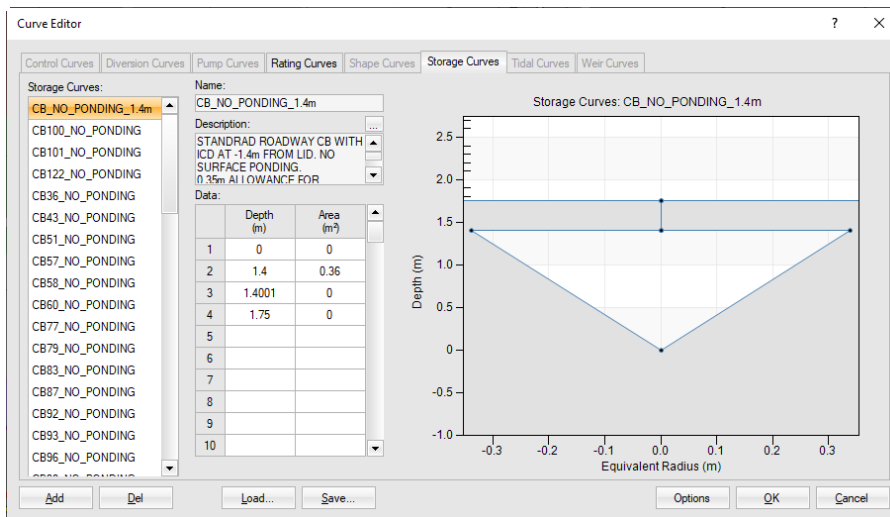 Curve Editor
?
Control Curves
Diversion Curves
Pump Curves
Rating Curves
Shape Curves
Storage Curves
Tidal Curves
Weir Curves
Storage Curves:
CB_NO_PONDING_1.4m
CB100_NO_PONDING
CB101_NO_PONDING
CB122_NO_PONDING
CB36_NO_PONDING
CB43_NO_PONDING
CB51_NO_PONDING
CB57_NO_PONDING
CB58_NO_PONDING
CB60_NO_PONDING
CB77_NO_PONDING
CB79_NO_PONDING
CB83_NO_PONDING
CB87_NO_PONDING
CB92_NO_PONDING
CB93_NO_PONDING
CB96_NO_PONDING
Name:
CB_NO_PONDING_1.4m
Description:
...
STANDRAD ROADWAY CB WITH
ICD AT -1.4m FROM LID. NO
SURFACE PONDING.
0.35m ALLOWANCE FOR
Data:
Depth (m) Area (m²)
1 0
2 1.4 0.36
3 1.4001 0
4 1.75 0
5
6
7
8
9
10
Storage Curves: CB_NO_PONDING_1.4m
Depth (m)
2.5
2.0
1.5
1.0
0.5
0
-0.5
-1.0
-0.3 -0.2 -0.1 0.0 0.1 0.2 0.3
Equivalent Radius (m)
Add
Del
Load...
Save...
Options
OK
Cancel